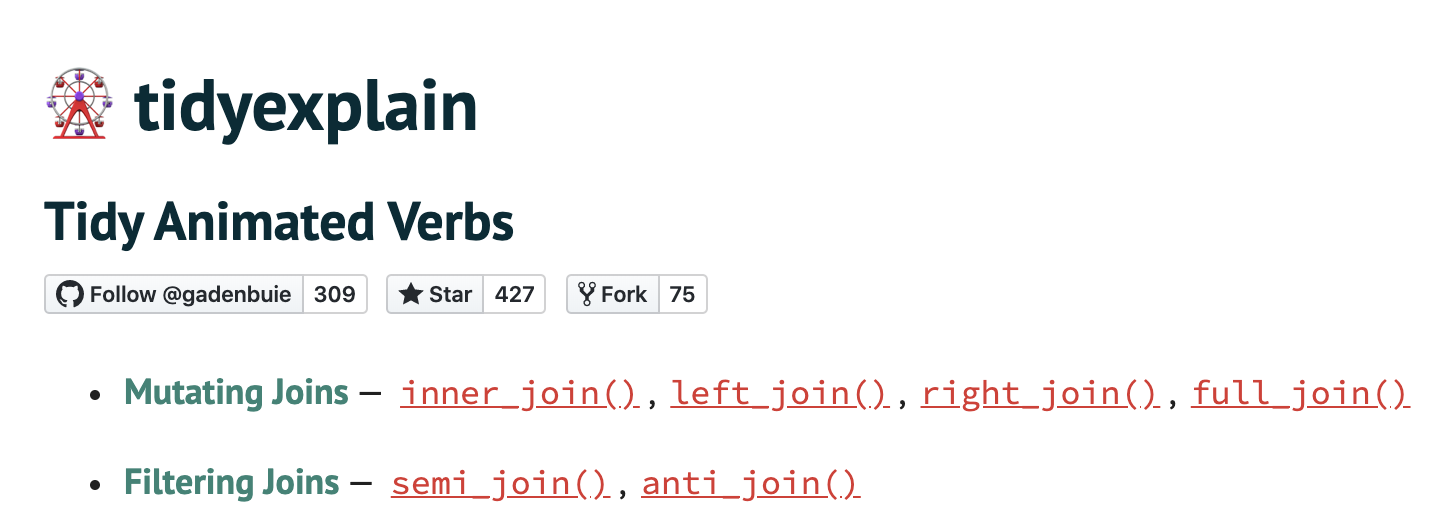 tidyexplain
Tidy Animated Verbs
Follow @gadenbuie 309 Star 427 Fork 75
• Mutating Joins — inner_join(), left_join(), right_join(), full_join()
• Filtering Joins — semi_join(), anti_join()